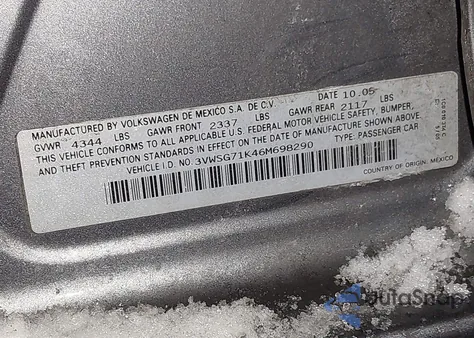 MANUFACTURED BY VOLKSWAGEN DE MEXICO S.A. DE C.V. DATE 10.05
GVWR 4344 LBS GAWR FRONT 2337 LBS GAWR REAR 2117 LBS
THIS VEHICLE CONFORMS TO ALL APPLICABLE U.S. FEDERAL MOTOR VEHICLE SAFETY, BUMPER,
AND THEFT PREVENTION STANDARDS IN EFFECT ON THE DATE OF MANUFACTURE SHOWN ABOVE.
VEHICLE I.D. NO. 3VWSG71K46M698290 TYPE: PASSENGER CAR
COUNTRY OF ORIGIN: MEXICO
AutoSnap